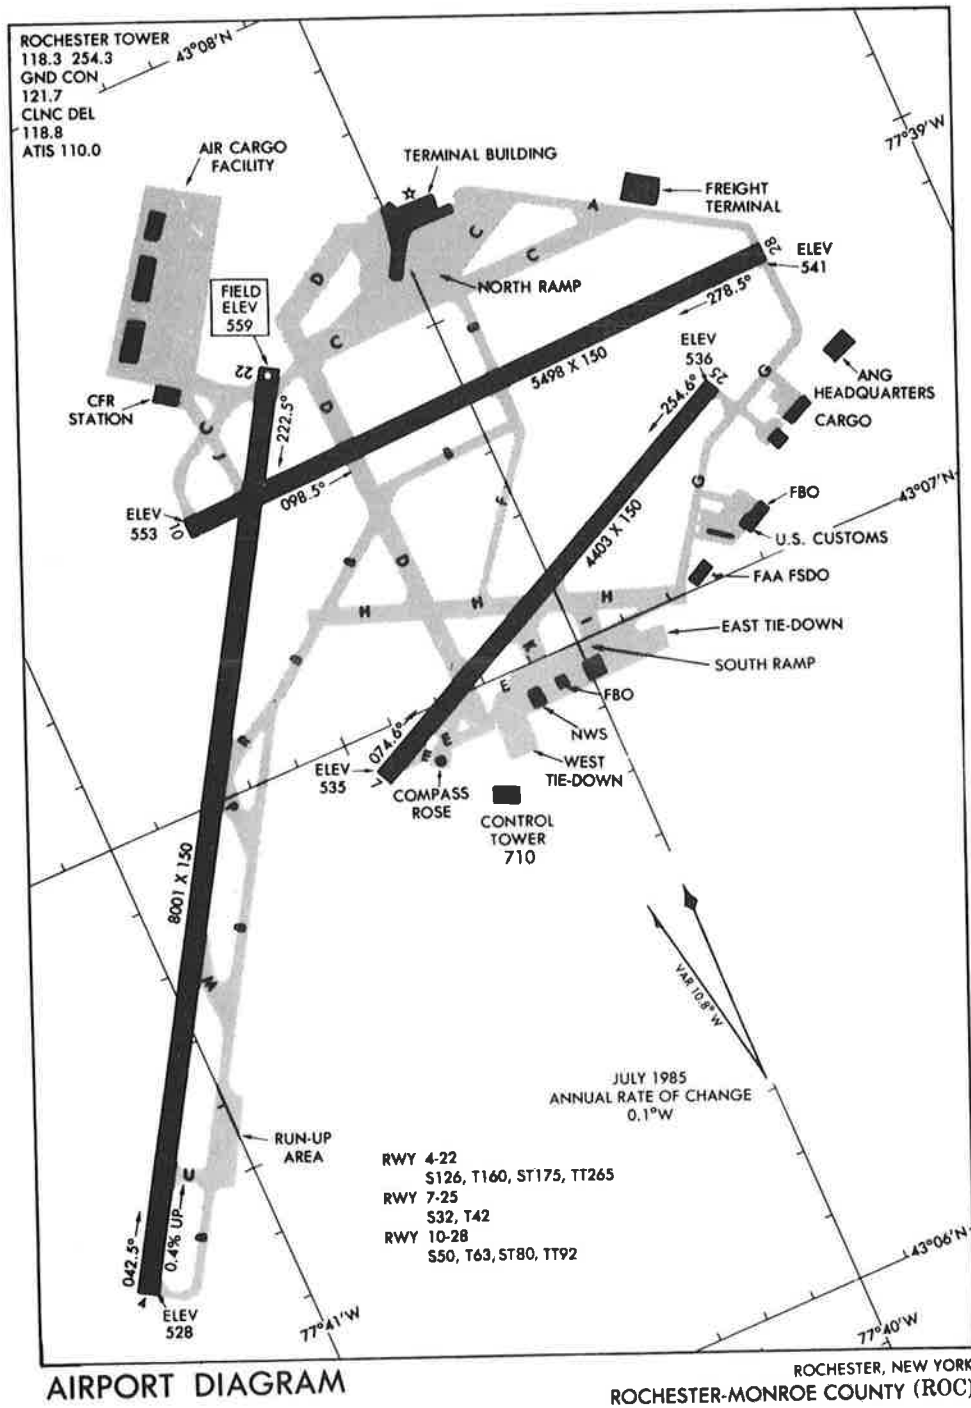 ROCHESTER TOWER
118.3 254.3
GND CON
121.7
CLNC DEL
118.8
ATIS 110.0
43°08'N
77°39'W
AIR CARGO
FACILITY
TERMINAL BUILDING
FREIGHT
TERMINAL
A
C
C
D
28
ELEV
541
NORTH RAMP
278.5°
FIELD
ELEV
559
C
B
ELEV
536
5498 X 150
22
25
254.6°
G
ANG
HEADQUARTERS
CFR
STATION
CARGO
C
J
222.5°
D
D
B
098.5°
F
G
43°07'N
FBO
ELEV
553
10
U.S. CUSTOMS
4403 X 150
B
D
FAA FSDO
H
H
H
I
EAST TIE-DOWN
K
SOUTH RAMP
B
E
FBO
NWS
074.6°
R
E
E
WEST
TIE-DOWN
ELEV
535
7
COMPASS
ROSE
P
CONTROL
TOWER
710
8001 X 150
B
M
VAR 10.8° W
JULY 1985
ANNUAL RATE OF CHANGE
0.1°W
RUN-UP
AREA
RWY 4-22
S126, T160, ST175, TT265
RWY 7-25
S32, T42
RWY 10-28
S50, T63, ST80, TT92
U
B
042.5°
0.4% UP
4
ELEV
528
77°41'W
43°06'N
77°40'W
AIRPORT DIAGRAM
ROCHESTER, NEW YORK
ROCHESTER-MONROE COUNTY (ROC)